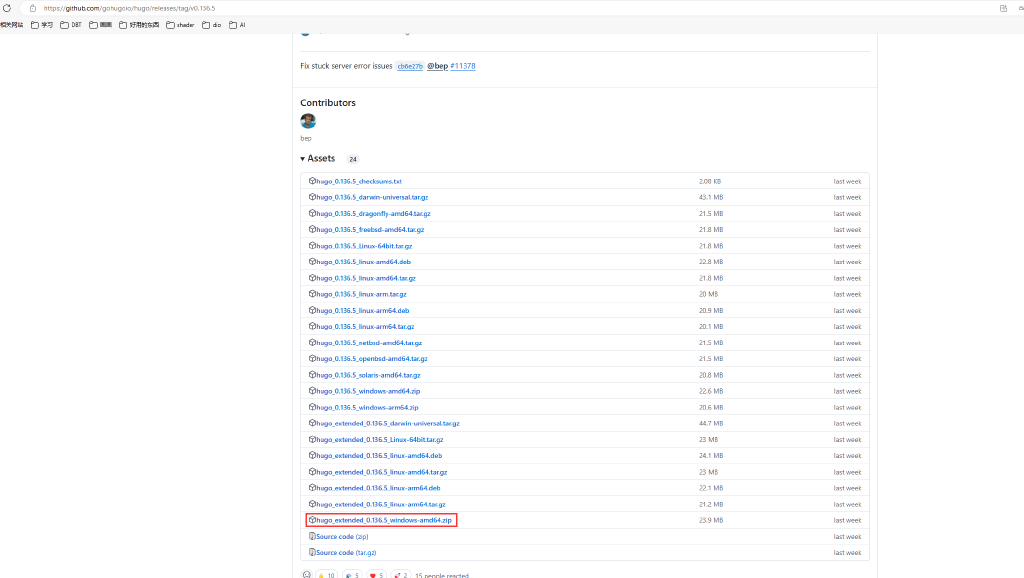 https://github.com/gohugoio/hugo/releases/tag/v0.136.5
相关网站 学习 DBT 画画 好用的东西 shader dio AI
Fix stuck server error issues cb6e27b @bep #11378
Contributors
bep
Assets 24
hugo_0.136.5_checksums.txt 2.08 KB last week
hugo_0.136.5_darwin-universal.tar.gz 43.1 MB last week
hugo_0.136.5_dragonfly-amd64.tar.gz 21.5 MB last week
hugo_0.136.5_freebsd-amd64.tar.gz 21.8 MB last week
hugo_0.136.5_Linux-64bit.tar.gz 21.8 MB last week
hugo_0.136.5_linux-amd64.deb 22.8 MB last week
hugo_0.136.5_linux-amd64.tar.gz 21.8 MB last week
hugo_0.136.5_linux-arm.tar.gz 20 MB last week
hugo_0.136.5_linux-arm64.deb 20.9 MB last week
hugo_0.136.5_linux-arm64.tar.gz 20.1 MB last week
hugo_0.136.5_netbsd-amd64.tar.gz 21.5 MB last week
hugo_0.136.5_openbsd-amd64.tar.gz 21.5 MB last week
hugo_0.136.5_solaris-amd64.tar.gz 20.8 MB last week
hugo_0.136.5_windows-amd64.zip 22.6 MB last week
hugo_0.136.5_windows-arm64.zip 20.6 MB last week
hugo_extended_0.136.5_darwin-universal.tar.gz 44.7 MB last week
hugo_extended_0.136.5_Linux-64bit.tar.gz 23 MB last week
hugo_extended_0.136.5_linux-amd64.deb 24.1 MB last week
hugo_extended_0.136.5_linux-amd64.tar.gz 23 MB last week
hugo_extended_0.136.5_linux-arm64.deb 22.1 MB last week
hugo_extended_0.136.5_linux-arm64.tar.gz 21.2 MB last week
hugo_extended_0.136.5_windows-amd64.zip 23.9 MB last week
Source code (zip) last week
Source code (tar.gz) last week
10 5 5 2 15 people reacted